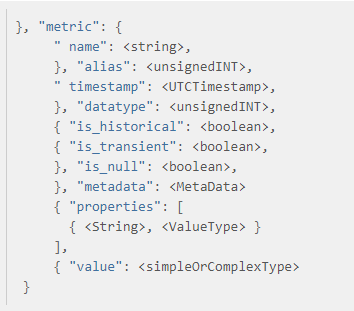 }, "metric": {
" name": <string>,
}, "alias": <unsignedINT>,
" timestamp": <UTCTimestamp>,
}, "datatype": <unsignedINT>,
{ "is_historical": <boolean>,
{ "is_transient": <boolean>,
}, "is_null": <boolean>,
}, "metadata": <MetaData>
{ "properties": [
{ <String>, <ValueType> }
],
{ "value": <simpleOrComplexType>
}